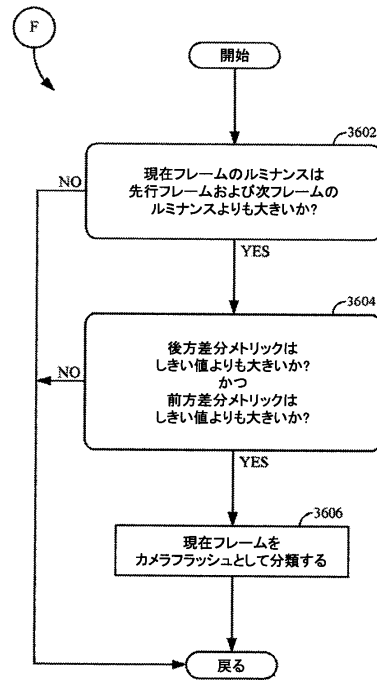 F
開始
3602
現在フレームのルミナンスは
先行フレームおよび次フレームの
ルミナンスよりも大きいか?
NO
YES
3604
後方差分メトリックは
しきい値よりも大きいか?
かつ
前方差分メトリックは
しきい値よりも大きいか?
NO
YES
3606
現在フレームを
カメラフラッシュとして分類する
戻る